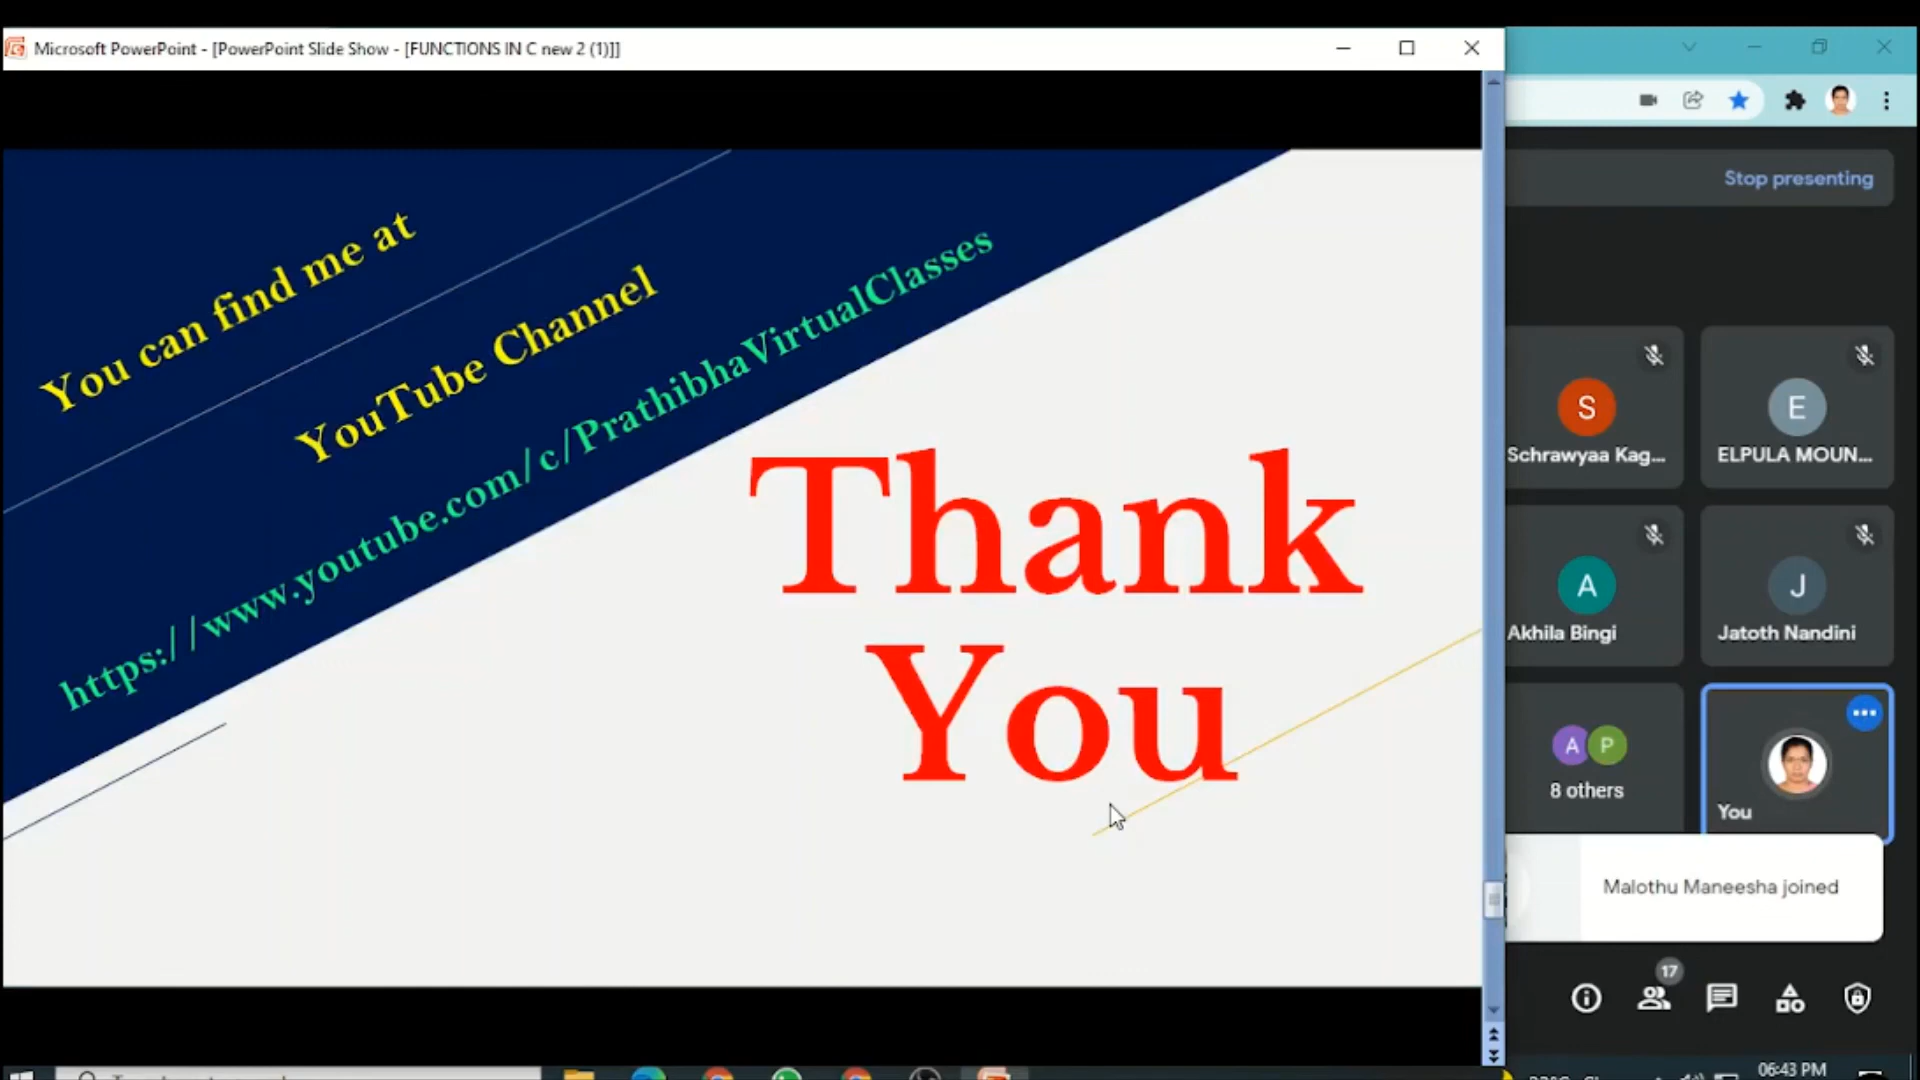 Microsoft PowerPoint - [PowerPoint Slide Show - [FUNCTIONS IN C new 2 (1)]]
Stop presenting
You can find me at
YouTube Channel
https://www.youtube.com/c/PrathibhaVirtualClasses
Thank
You
S
Schrawyaa Kag...
E
ELPULA MOUN...
A
Akhila Bingi
J
Jatoth Nandini
A P
8 others
You
Malothu Maneesha joined
17
06:43 PM